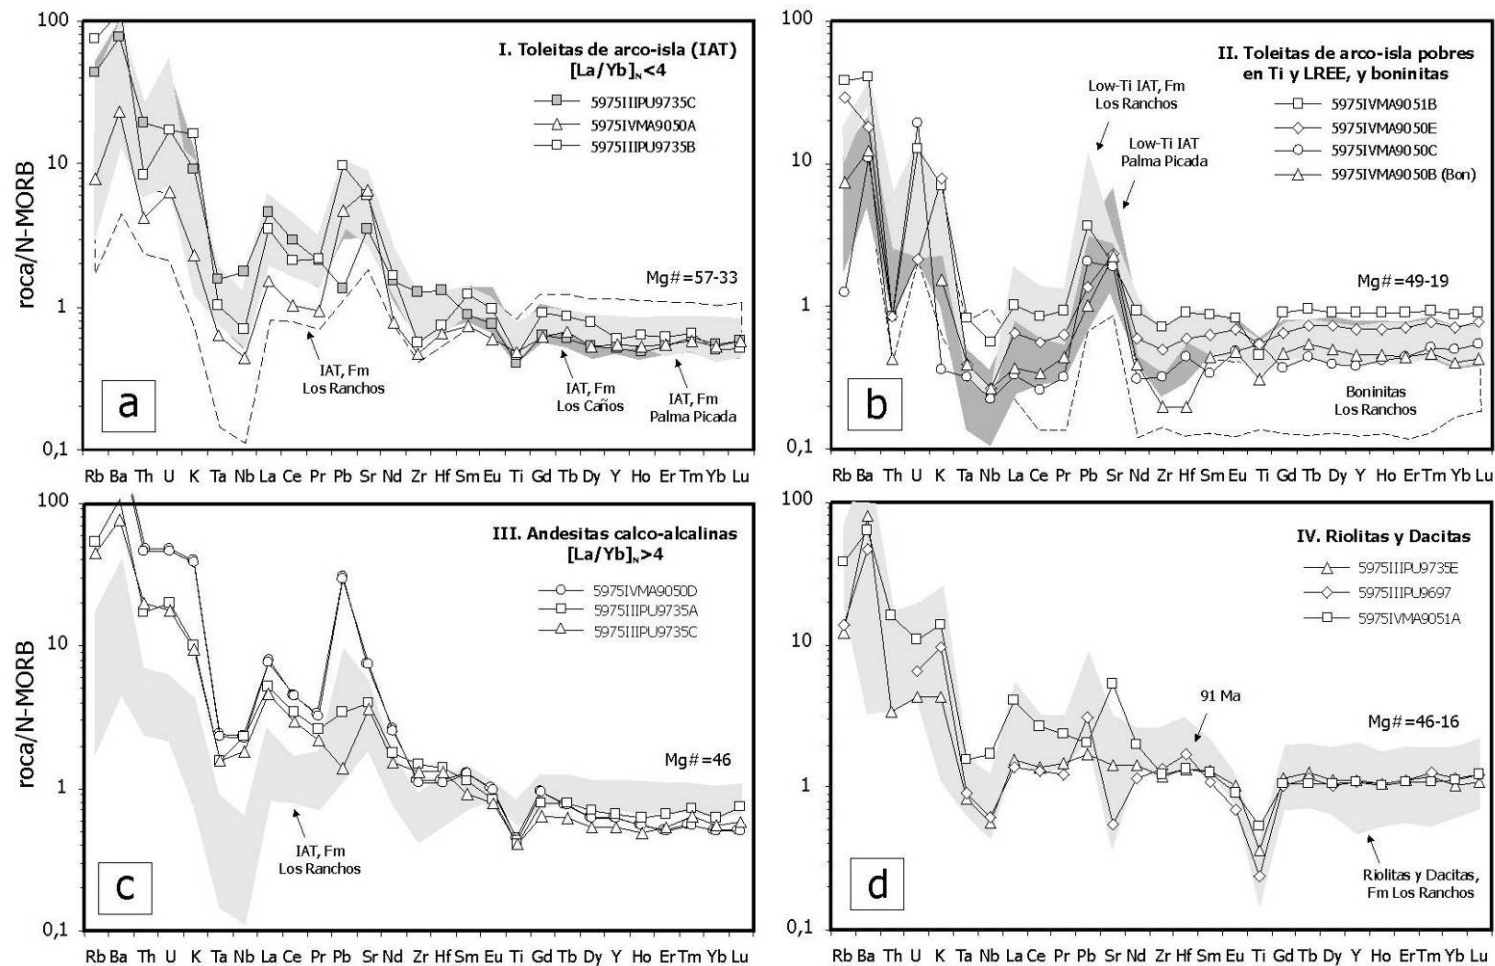 roca/N-MORB
100
10
1
0,1
I. Toleitas de arco-isla (IAT)
[La/Yb]N<4
5975IIIPU9735C
5975IVMA9050A
5975IIIPU9735B
Mg#=57-33
IAT, Fm
Los Ranchos
IAT, Fm
Los Caños
IAT, Fm
Palma Picada
a
Rb Ba Th U K Ta Nb La Ce Pr Pb Sr Nd Zr Hf Sm Eu Ti Gd Tb Dy Y Ho Er Tm Yb Lu
100
10
1
0,1
II. Toleitas de arco-isla pobres
en Ti y LREE, y boninitas
Low-Ti IAT, Fm
Los Ranchos
Low-Ti IAT
Palma Picada
5975IVMA9051B
5975IVMA9050E
5975IVMA9050C
5975IVMA9050B (Bon)
Mg#=49-19
Boninitas
Los Ranchos
b
Rb Ba Th U K Ta Nb La Ce Pr Pb Sr Nd Zr Hf Sm Eu Ti Gd Tb Dy Y Ho Er Tm Yb Lu
roca/N-MORB
100
10
1
0,1
III. Andesitas calco-alcalinas
[La/Yb]N>4
5975IVMA9050D
5975IIIPU9735A
5975IIIPU9735C
Mg#=46
IAT, Fm
Los Ranchos
c
Rb Ba Th U K Ta Nb La Ce Pr Pb Sr Nd Zr Hf Sm Eu Ti Gd Tb Dy Y Ho Er Tm Yb Lu
100
10
1
0,1
IV. Riolitas y Dacitas
5975IIIPU9735E
5975IIIPU9697
5975IVMA9051A
91 Ma
Mg#=46-16
Riolitas y Dacitas,
Fm Los Ranchos
d
Rb Ba Th U K Ta Nb La Ce Pr Pb Sr Nd Zr Hf Sm Eu Ti Gd Tb Dy Y Ho Er Tm Yb Lu